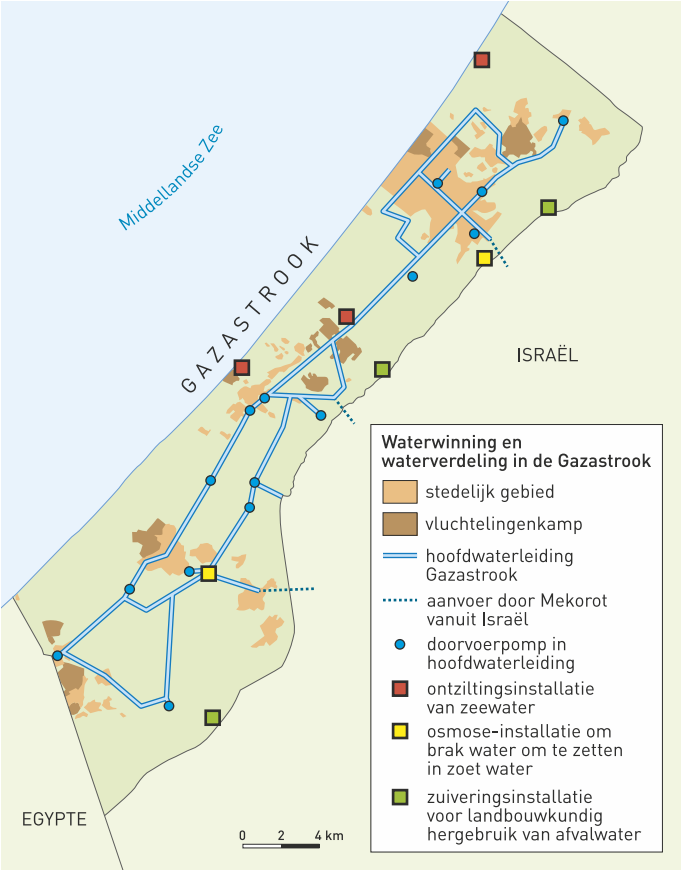 Middellandse Zee
GAZASTROOK
ISRAËL
EGYPTE
0 2 4 km
Waterwinning en
waterverdeling in de Gazastrook
stedelijk gebied
vluchtelingenkamp
hoofdwaterleiding
Gazastrook
aanvoer door Mekorot
vanuit Israël
doorvoerpomp in
hoofdwaterleiding
ontziltingsinstallatie
van zeewater
osmose-installatie om
brak water om te zetten
in zoet water
zuiveringsinstallatie
voor landbouwkundig
hergebruik van afvalwater